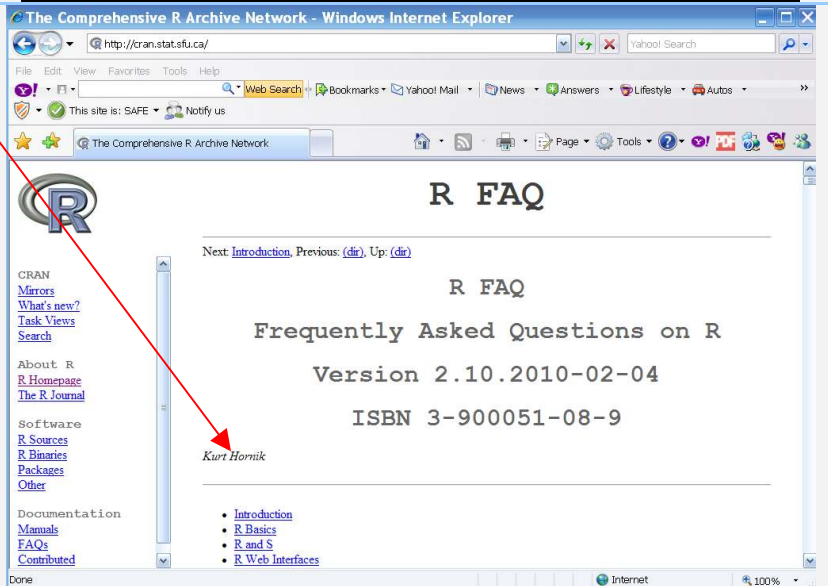 The Comprehensive R Archive Network - Windows Internet Explorer
http://cran.stat.sfu.ca/
Yahoo! Search
File Edit View Favorites Tools Help
Y! Web Search Bookmarks Yahoo! Mail News Answers Lifestyle Autos »
This site is: SAFE Notify us
The Comprehensive R Archive Network
Page Tools Y! PDF
R
R FAQ
Next: Introduction, Previous: (dir), Up: (dir)
R FAQ
Frequently Asked Questions on R
Version 2.10.2010-02-04
ISBN 3-900051-08-9
Kurt Hornik
Introduction
R Basics
R and S
R Web Interfaces
CRAN
Mirrors
What's new?
Task Views
Search
About R
R Homepage
The R Journal
Software
R Sources
R Binaries
Packages
Other
Documentation
Manuals
FAQs
Contributed
Done
Internet
100%